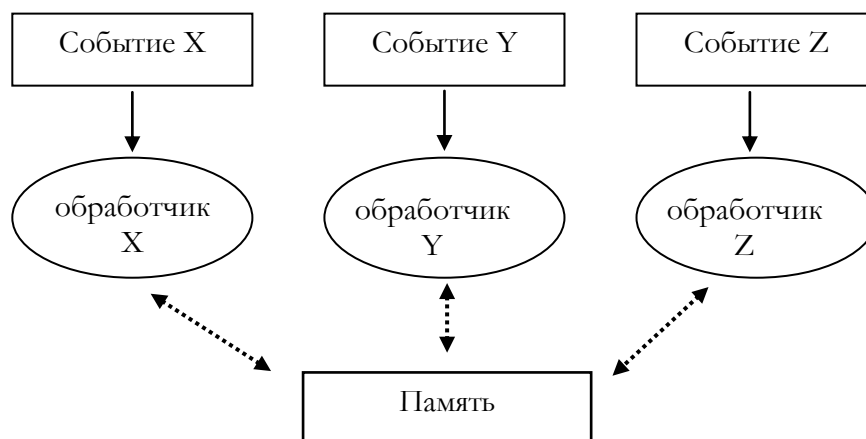 Событие X
Событие Y
Событие Z
обработчик
X
обработчик
Y
обработчик
Z
Память